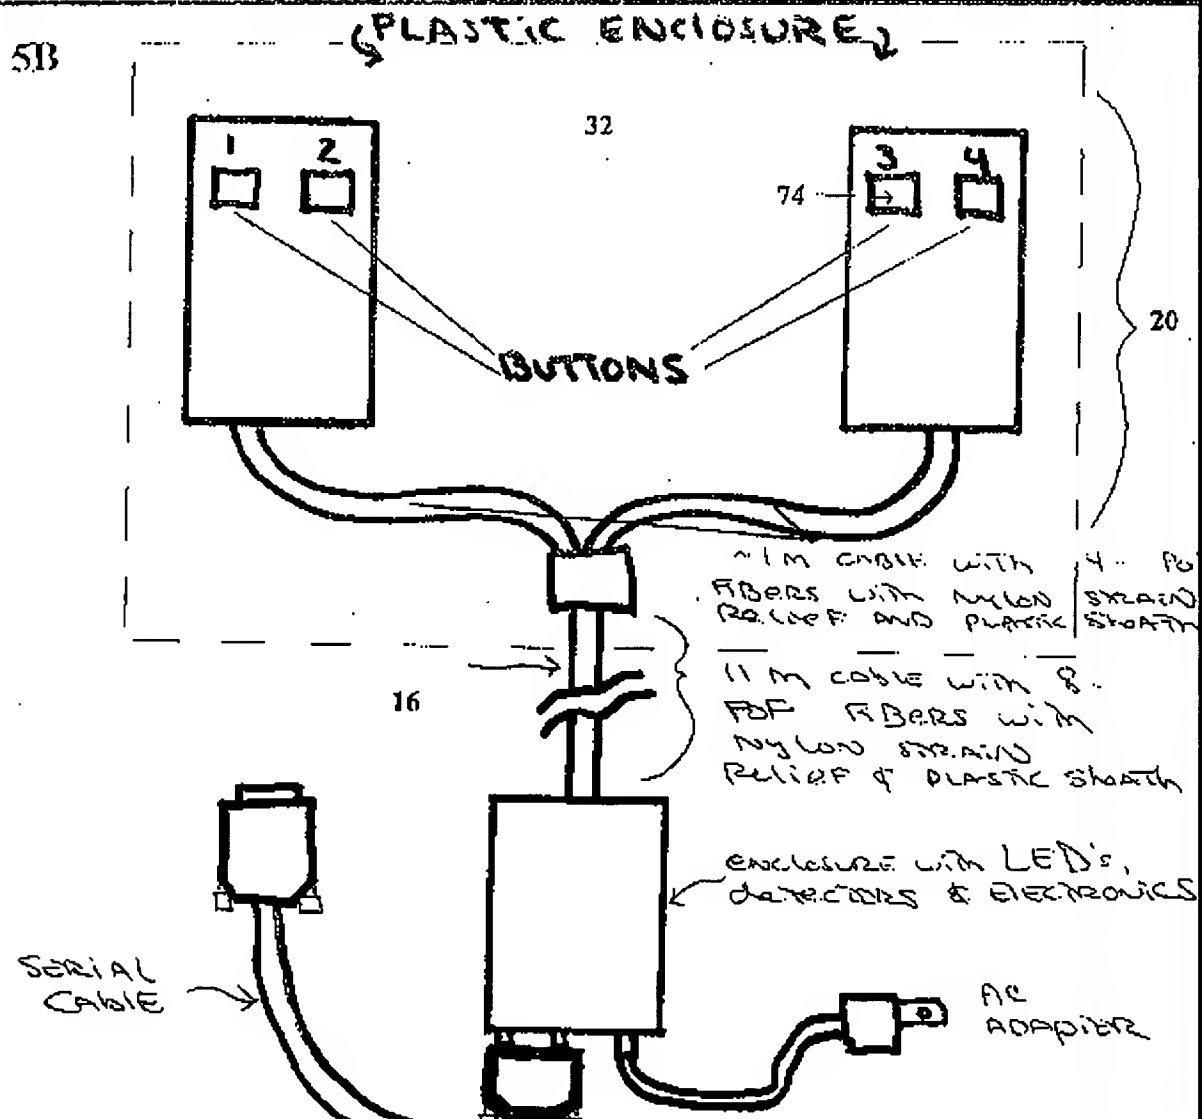 PLASTIC ENCLOSURE
5B
32
1 2
3 4
74
20
BUTTONS
~1M CABLE WITH 4
FIBERS WITH NYLON STRAIN
RELIEF AND PLASTIC SHEATH
16
11 M CABLE WITH 8
POF FIBERS WITH
NYLON STRAIN
RELIEF & PLASTIC SHEATH
ENCLOSURE WITH LED'S,
DETECTORS & ELECTRONICS
SERIAL
CABLE
AC
ADAPTER